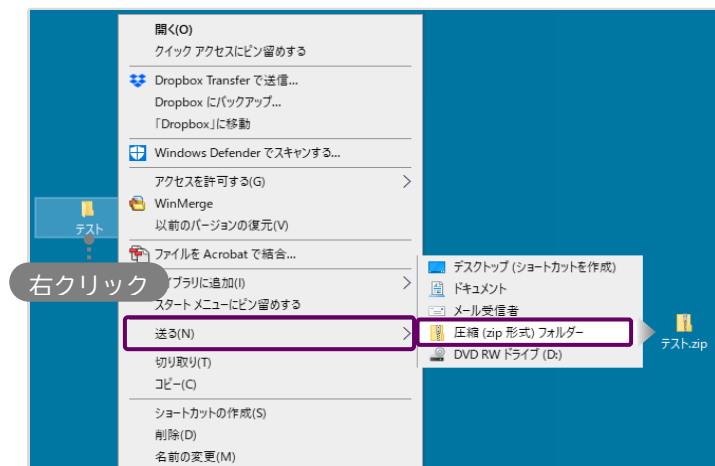 開く(O)
クイック アクセスにピン留めする
Dropbox Transfer で送信...
Dropbox にバックアップ...
「Dropbox」に移動
Windows Defender でスキャンする...
アクセスを許可する(G)
WinMerge
以前のバージョンの復元(V)
テスト
ファイルを Acrobat で結合...
右クリック
イブラリに追加(I)
スタート メニューにピン留めする
送る(N)
切り取り(T)
コピー(C)
ショートカットの作成(S)
削除(D)
名前の変更(M)
デスクトップ (ショートカットを作成)
ドキュメント
メール受信者
圧縮 (zip 形式) フォルダー
DVD RW ドライブ (D:)
テスト.zip